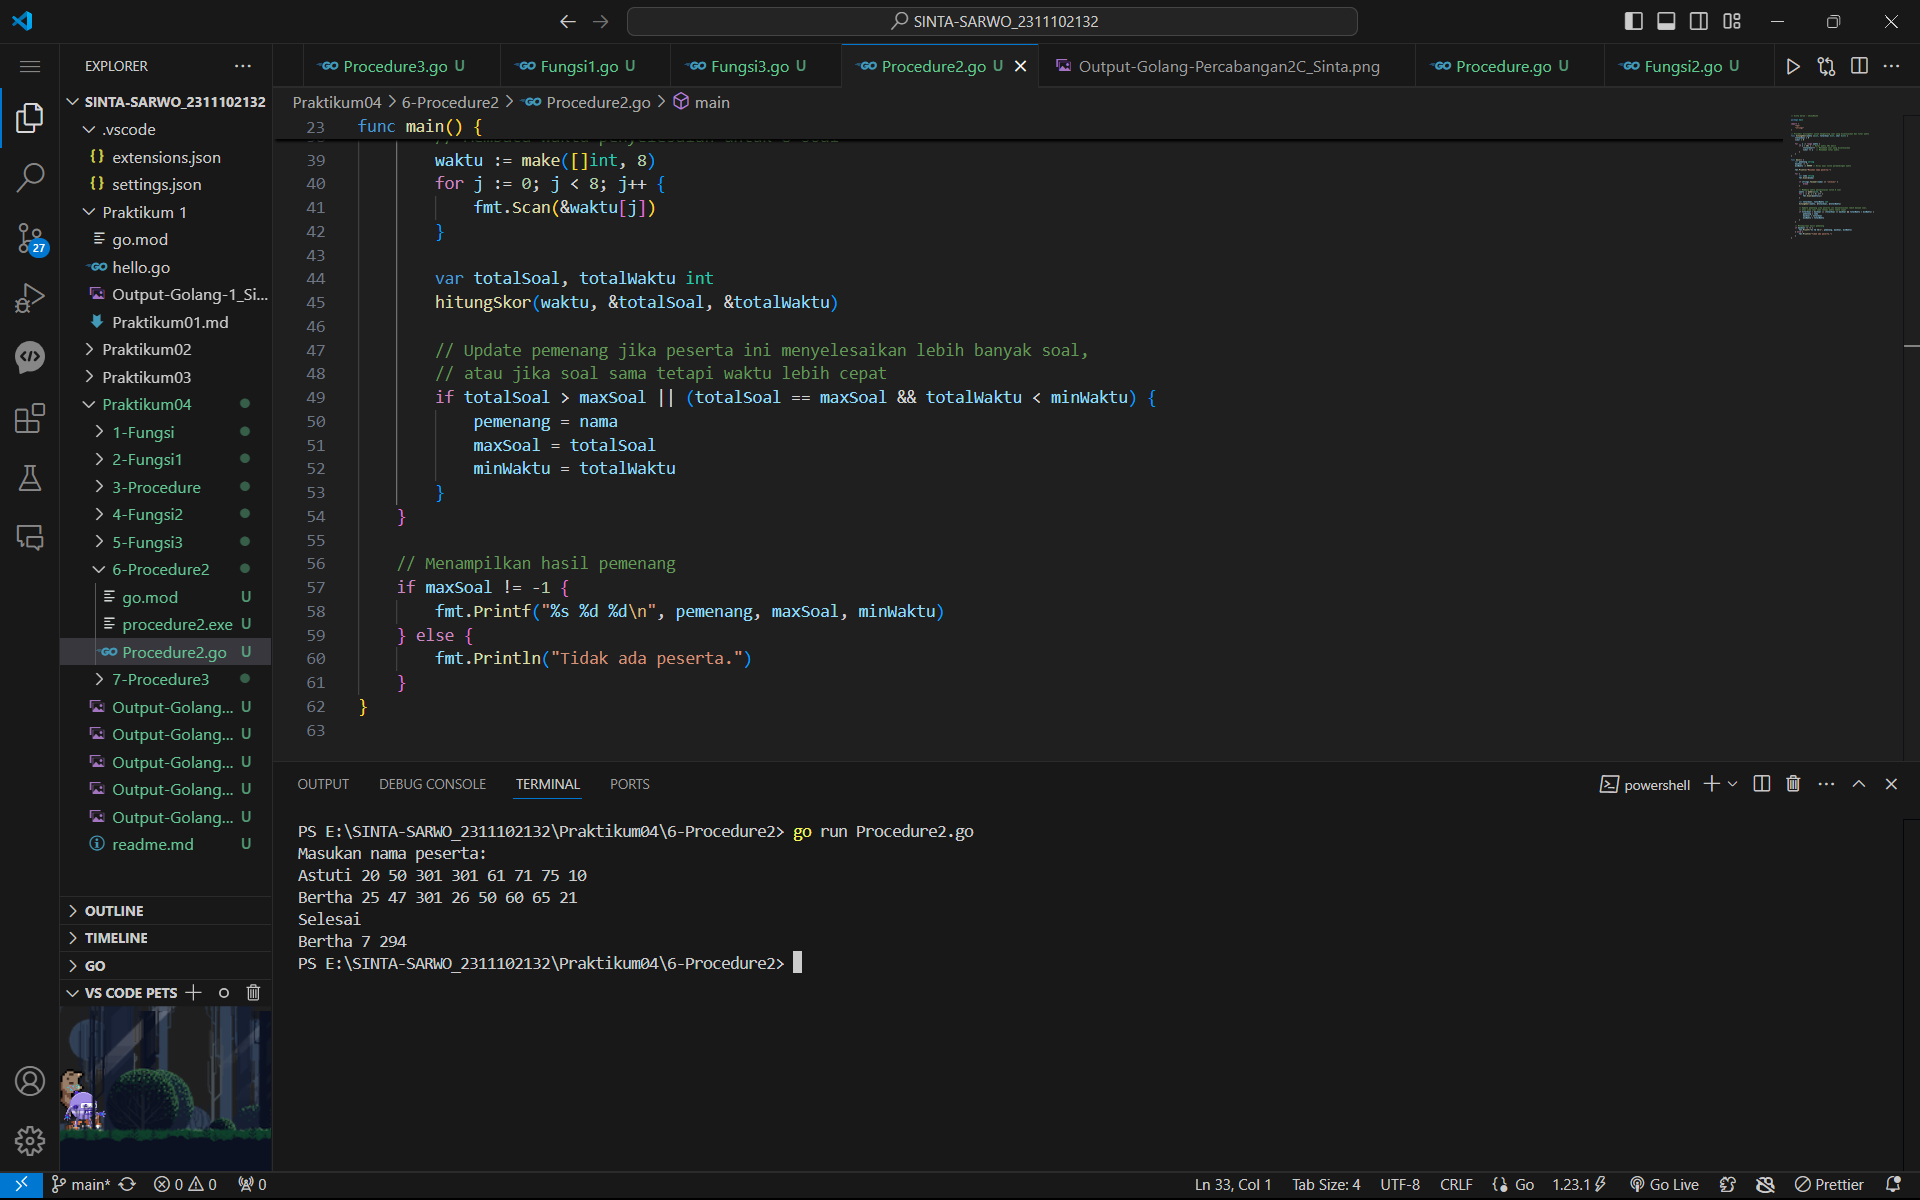 SINTA-SARWO_2311102132
EXPLORER
SINTA-SARWO_2311102132
.vscode
{} extensions.json
{} settings.json
Praktikum 1
go.mod
hello.go
Output-Golang-1_Si...
Praktikum01.md
Praktikum02
Praktikum03
Praktikum04
1-Fungsi
2-Fungsi1
3-Procedure
4-Fungsi2
5-Fungsi3
6-Procedure2
go.mod U
procedure2.exe U
Procedure2.go U
7-Procedure3
Output-Golang... U
Output-Golang... U
Output-Golang... U
Output-Golang... U
Output-Golang... U
readme.md U
OUTLINE
TIMELINE
GO
VS CODE PETS
27
Procedure3.go U
Fungsi1.go U
Fungsi3.go U
Procedure2.go U
Output-Golang-Percabangan2C_Sinta.png
Procedure.go U
Fungsi2.go U
Praktikum04 > 6-Procedure2 > Procedure2.go > main
23 func main() {
39 waktu := make([]int, 8)
40 for j := 0; j < 8; j++ {
41 fmt.Scan(&waktu[j])
42 }
43
44 var totalSoal, totalWaktu int
45 hitungSkor(waktu, &totalSoal, &totalWaktu)
46
47 // Update pemenang jika peserta ini menyelesaikan lebih banyak soal,
48 // atau jika soal sama tetapi waktu lebih cepat
49 if totalSoal > maxSoal || (totalSoal == maxSoal && totalWaktu < minWaktu) {
50 pemenang = nama
51 maxSoal = totalSoal
52 minWaktu = totalWaktu
53 }
54 }
55
56 // Menampilkan hasil pemenang
57 if maxSoal != -1 {
58 fmt.Printf("%s %d %d\n", pemenang, maxSoal, minWaktu)
59 } else {
60 fmt.Println("Tidak ada peserta.")
61 }
62 }
63
OUTPUT DEBUG CONSOLE TERMINAL PORTS
powershell
PS E:\SINTA-SARWO_2311102132\Praktikum04\6-Procedure2> go run Procedure2.go
Masukan nama peserta:
Astuti 20 50 301 301 61 71 75 10
Bertha 25 47 301 26 50 60 65 21
Selesai
Bertha 7 294
PS E:\SINTA-SARWO_2311102132\Praktikum04\6-Procedure2>
main* 0 0 0 Ln 33, Col 1 Tab Size: 4 UTF-8 CRLF {} Go 1.23.1 Go Live Prettier